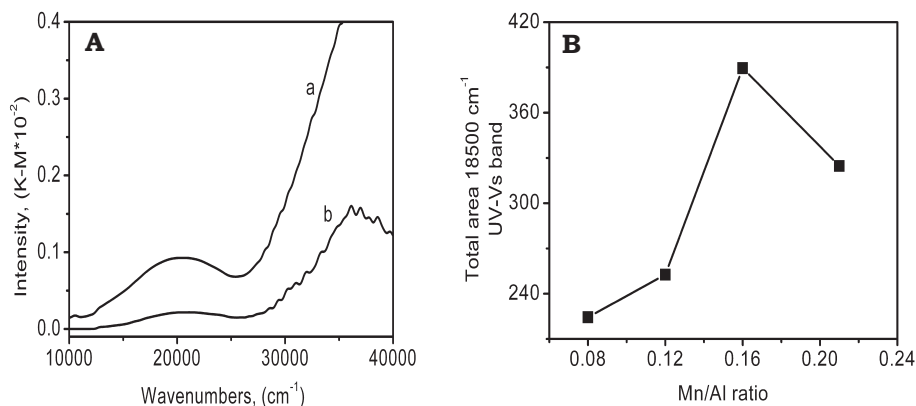 A
Intensity, (K-M*10⁻²)
0.4
0.3
0.2
0.1
0.0
a
b
10000 20000 30000 40000
Wavenumbers, (cm⁻¹)
B
Total area 18500 cm⁻¹
UV-Vs band
420
360
300
240
0.08 0.12 0.16 0.20 0.24
Mn/Al ratio